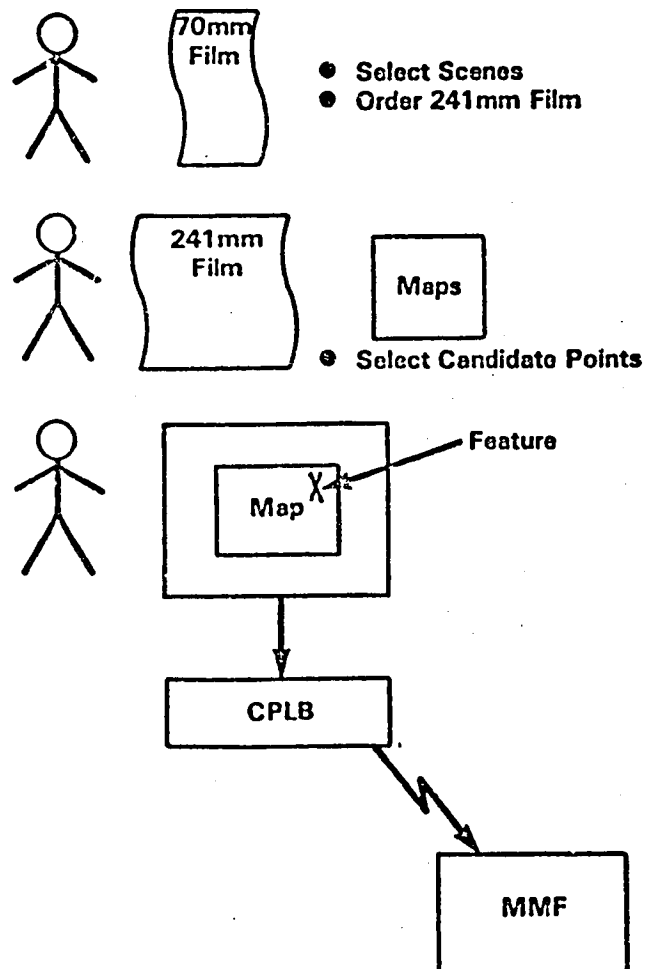 70mm
Film
● Select Scenes
● Order 241mm Film
241mm
Film
Maps
● Select Candidate Points
Feature
Map X
CPLB
MMF